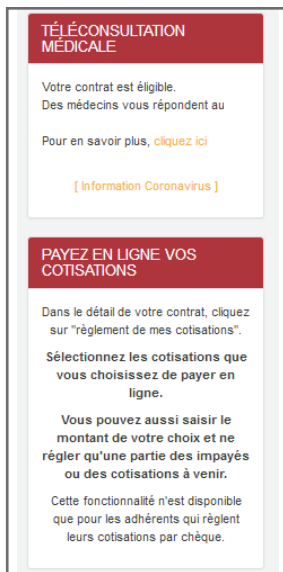 TÉLÉCONSULTATION
MÉDICALE
Votre contrat est éligible.
Des médecins vous répondent au
Pour en savoir plus, cliquez ici
[ Information Coronavirus ]
PAYEZ EN LIGNE VOS
COTISATIONS
Dans le détail de votre contrat, cliquez
sur "règlement de mes cotisations".
Sélectionnez les cotisations que
vous choisissez de payer en
ligne.
Vous pouvez aussi saisir le
montant de votre choix et ne
régler qu'une partie des impayés
ou des cotisations à venir.
Cette fonctionnalité n'est disponible
que pour les adhérents qui règlent
leurs cotisations par chèque.